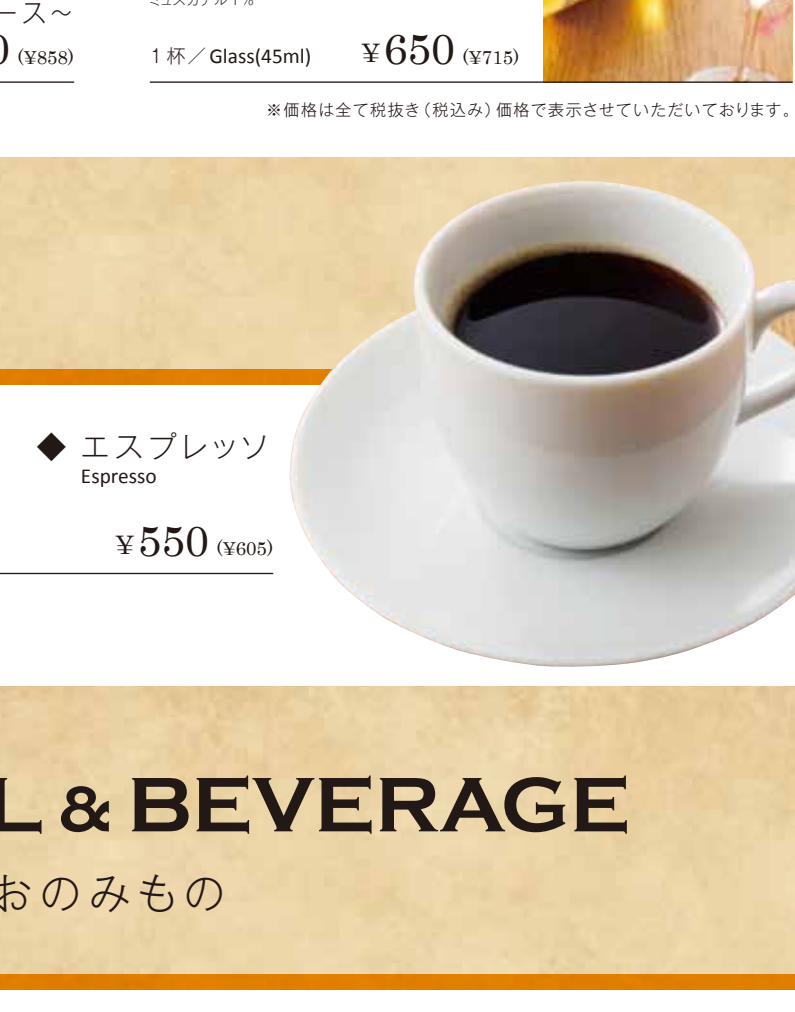 ース～
(¥858)
1杯／Glass(45ml) ¥650 (¥715)
※価格は全て税抜き（税込み）価格で表示させていただいております。
◆ エスプレッソ
Espresso
¥550 (¥605)
L & BEVERAGE
おのみもの